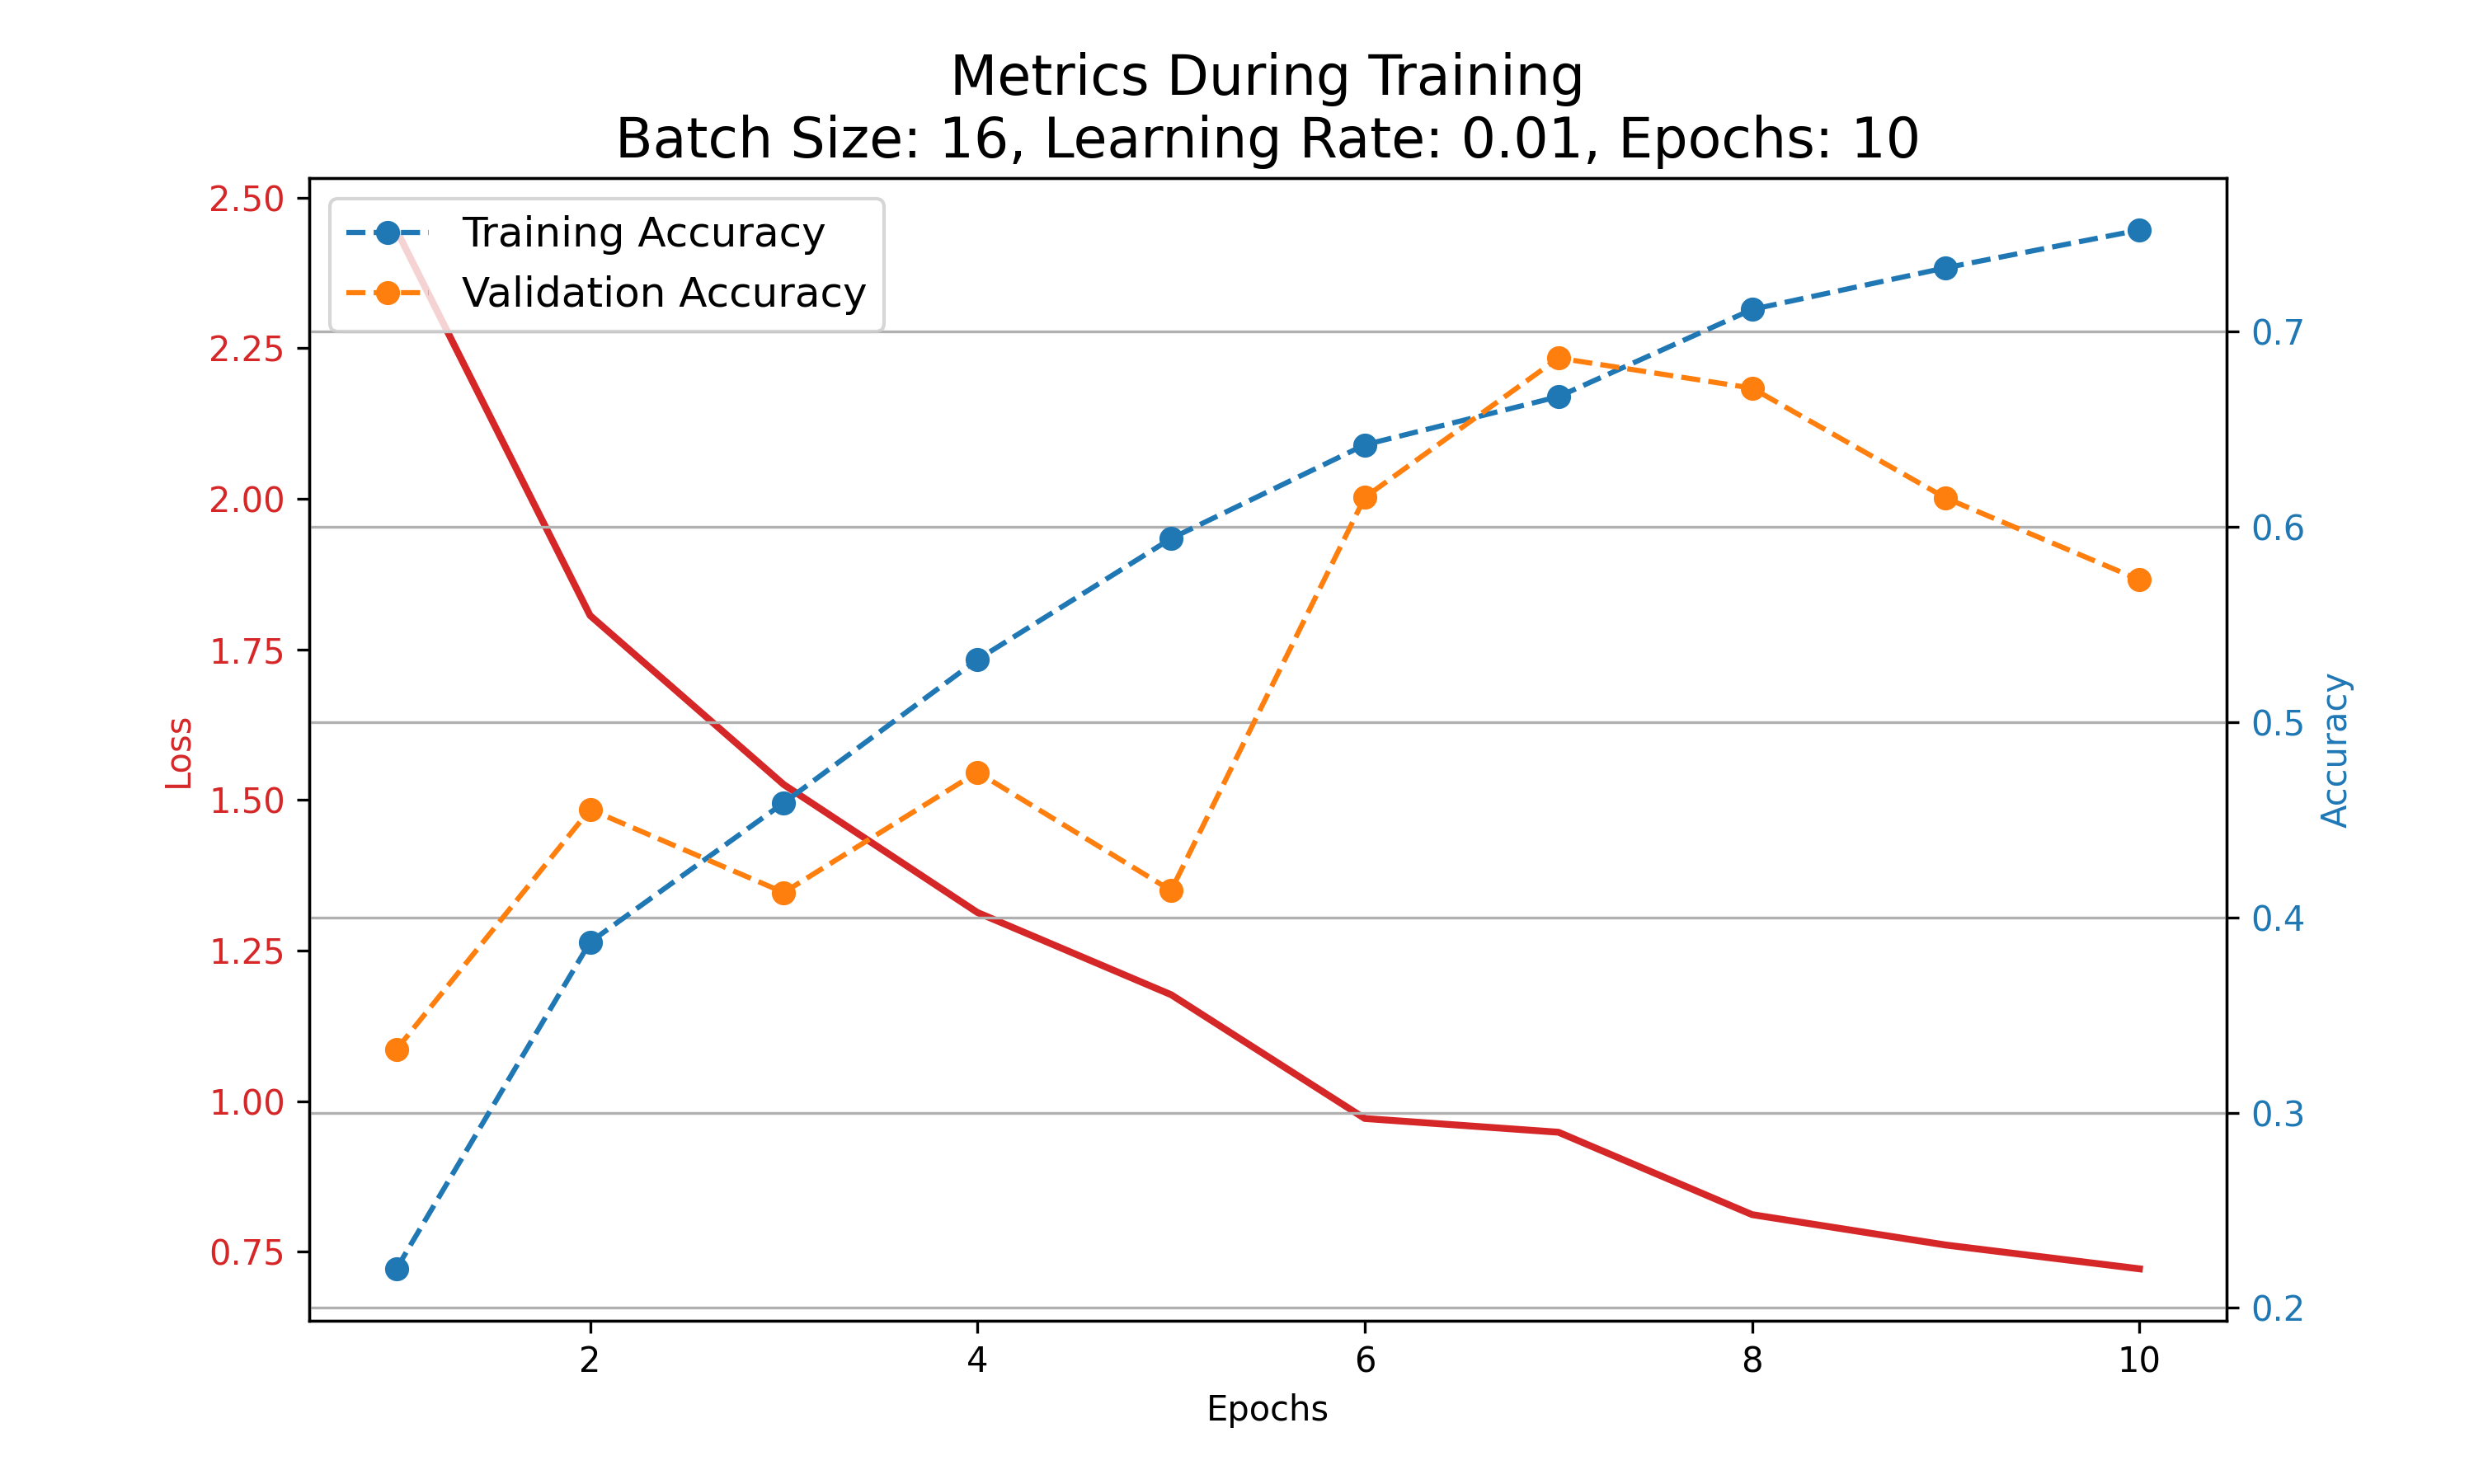 Metrics During Training
Batch Size: 16, Learning Rate: 0.01, Epochs: 10
Training Accuracy
Validation Accuracy
2.50
2.25
2.00
1.75
1.50
1.25
1.00
0.75
Loss
0.7
0.6
0.5
0.4
0.3
0.2
Accuracy
2 4 6 8 10
Epochs